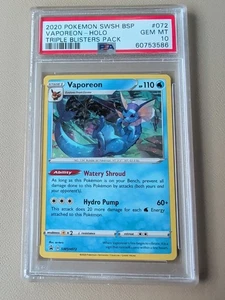 2020 POKEMON SWSH BSP #072
VAPOREON - HOLO GEM MT
TRIPLE BLISTERS PACK 10
PSA 60753586
Vaporeon 110
Ability Watery Shroud
As long as this Pokémon is on your Bench, prevent all
damage done to this Pokémon by attacks (both yours and
your opponent's).
Hydro Pump 60+
This attack does 20 more damage for each Energy
attached to this Pokémon.